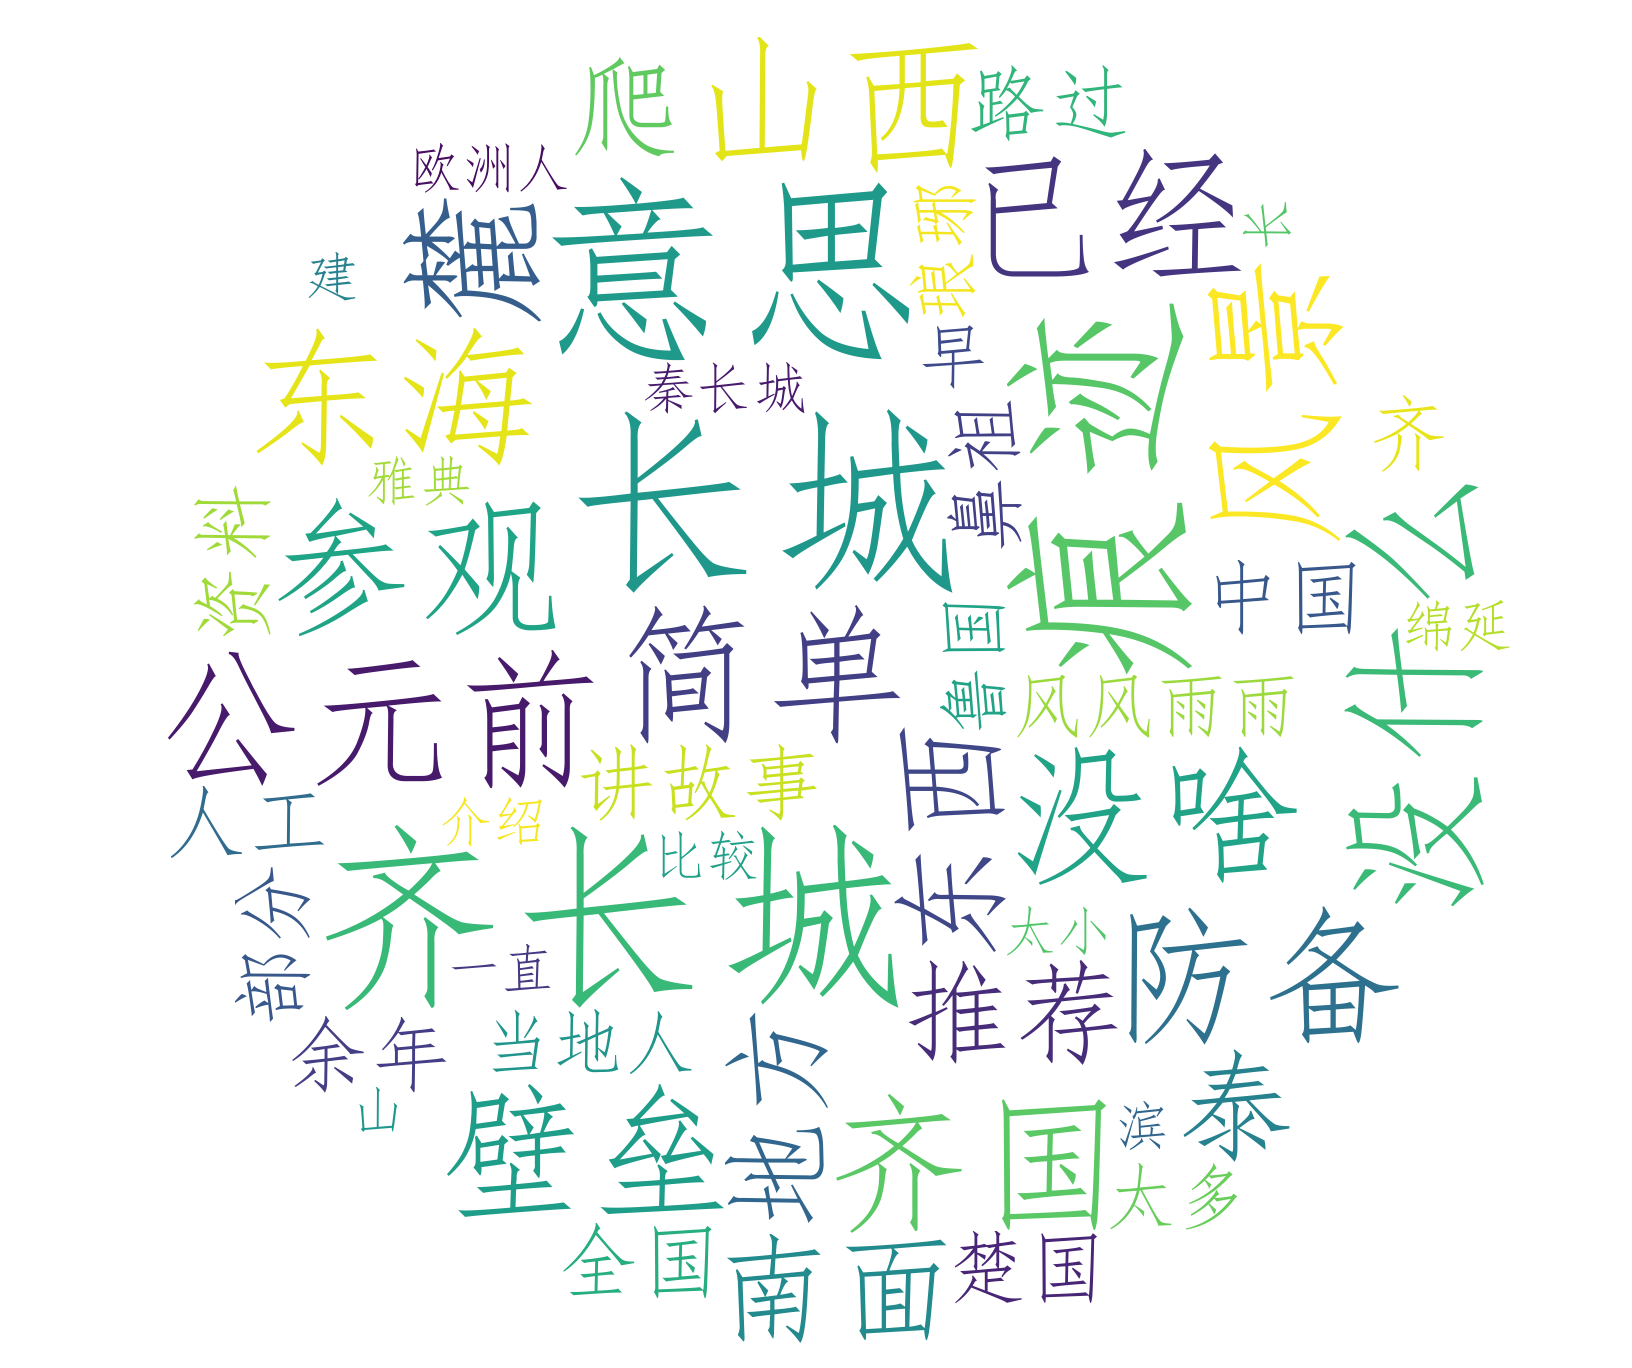 爬
山西
路过
欧洲人
麓
意思
琅琊
已经
长
建
东海
秦长城
早
遗迹
风景
雅典
长城
鼻祖
齐
资料
参观
中国
没什么
绵延
公元前
简单
鲁国
风风雨雨
人工
介绍
讲故事
东西
没啥
部分
齐长城
比较
太小
一直
推荐
防备
余年
当地人
地方
山
壁垒
齐国
滨
泰
太多
全国
南面
楚国